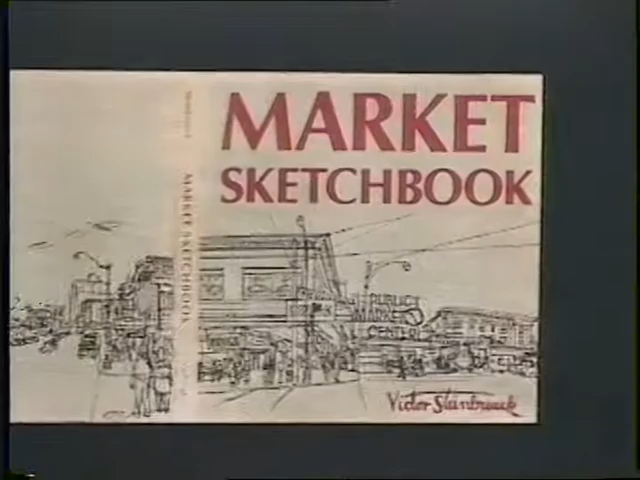 MARKET
SKETCHBOOK
MARKET SKETCHBOOK
PUBLIC
MARKET
CENTER
Victor Steinbrueck